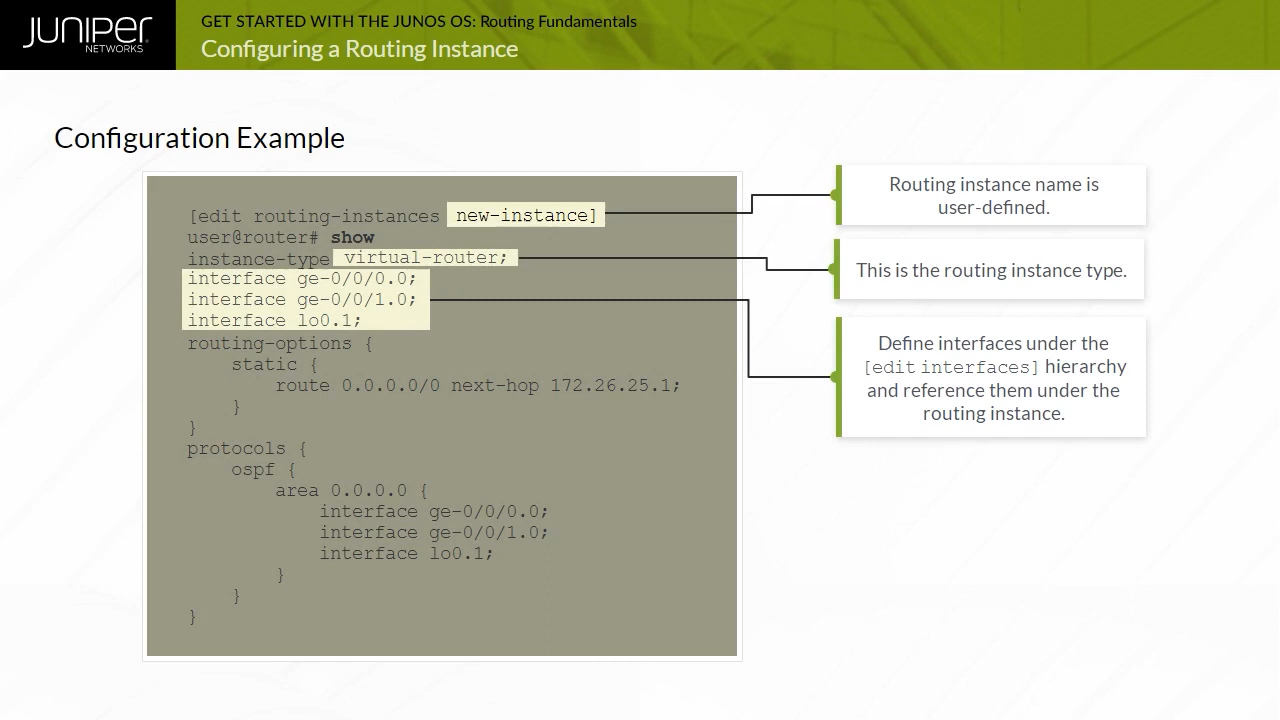 JUNIPER
NETWORKS
GET STARTED WITH THE JUNOS OS: Routing Fundamentals
Configuring a Routing Instance
Configuration Example
[edit routing-instances new-instance]
user@router# show
instance-type virtual-router;
interface ge-0/0/0.0;
interface ge-0/0/1.0;
interface lo0.1;
routing-options {
static {
route 0.0.0.0/0 next-hop 172.26.25.1;
}
}
protocols {
ospf {
area 0.0.0.0 {
interface ge-0/0/0.0;
interface ge-0/0/1.0;
interface lo0.1;
}
}
}
Routing instance name is
user-defined.
This is the routing instance type.
Define interfaces under the
[edit interfaces] hierarchy
and reference them under the
routing instance.